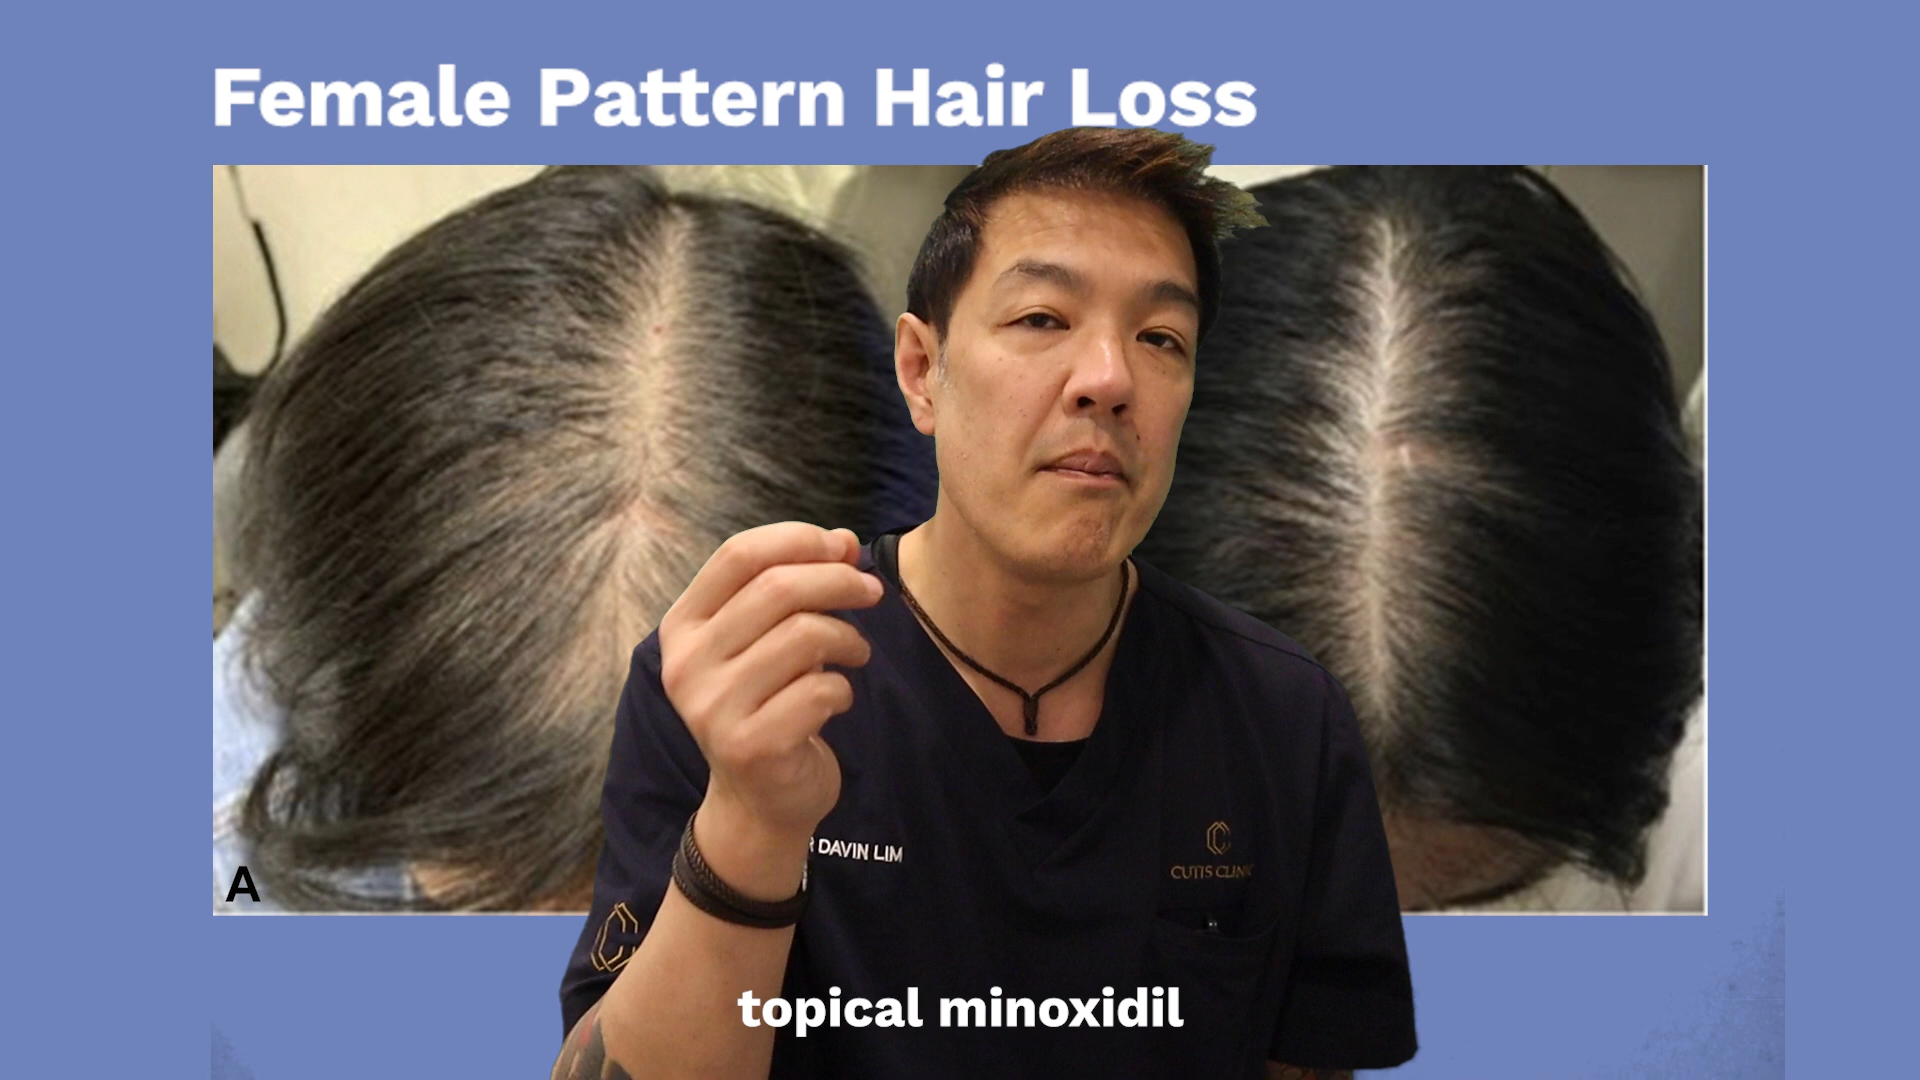 Female Pattern Hair Loss
A
DAVIN LIM
CUTIS CLINIC
topical minoxidil